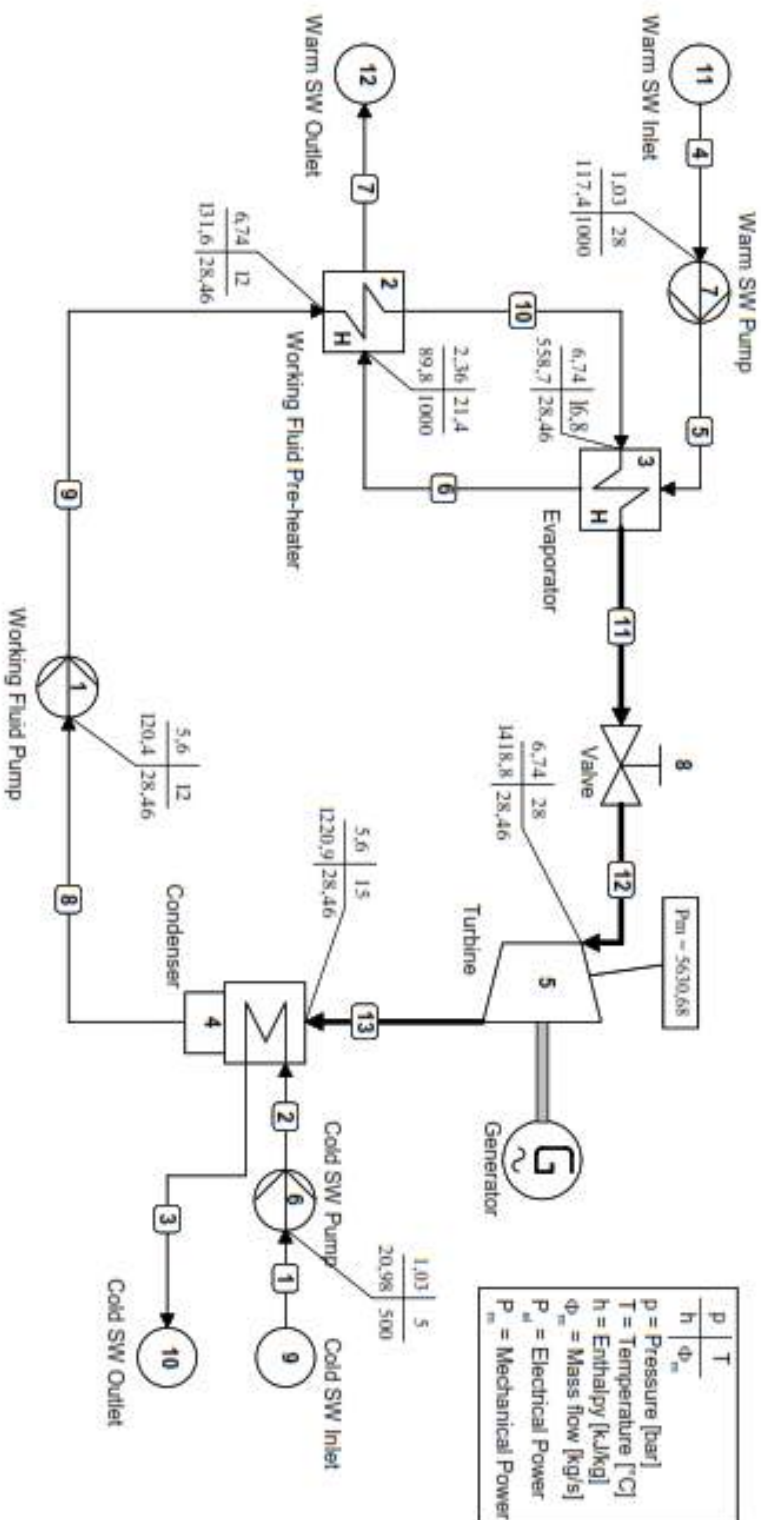 11
Warm SW Inlet
4
1,03 28
117,4 1000
Warm SW Pump
7
5
12
Warm SW Outlet
7
6,74 12
131,6 28,46
2
H
Working Fluid Pre-heater
10
2,36 21,4
89,8 1000
6
6,74 16,8
558,7 28,46
3
H
Evaporator
11
8
Valve
12
6,74 28
1418,8 28,46
Pm = 5630,68
5
Turbine
G
~
Generator
13
5,6 15
1220,9 28,46
4
Condenser
2
6
Cold SW Pump
1,03 5
20,98 500
1
9
Cold SW Inlet
3
10
Cold SW Outlet
8
5,6 12
120,4 28,46
1
Working Fluid Pump
9
p T
h Φm
p = Pressure [bar]
T = Temperature [°C]
h = Enthalpy [kJ/kg]
Φm = Mass flow [kg/s]
Pel = Electrical Power
Pm = Mechanical Power